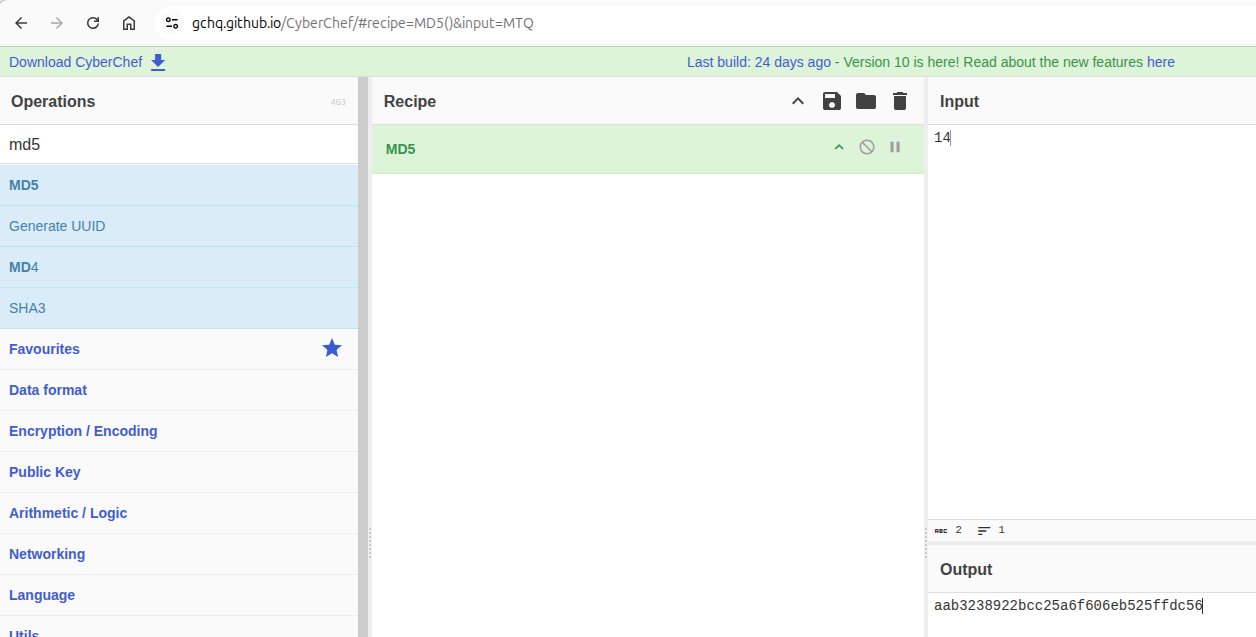 gchq.github.io/CyberChef/#recipe=MD5()&input=MTQ
Download CyberChef
Last build: 24 days ago - Version 10 is here! Read about the new features here
Operations
463
md5
MD5
Generate UUID
MD4
SHA3
Favourites
Data format
Encryption / Encoding
Public Key
Arithmetic / Logic
Networking
Language
Utils
Recipe
MD5
Input
14
ABC 2 1
Output
aab3238922bcc25a6f606eb525ffdc56